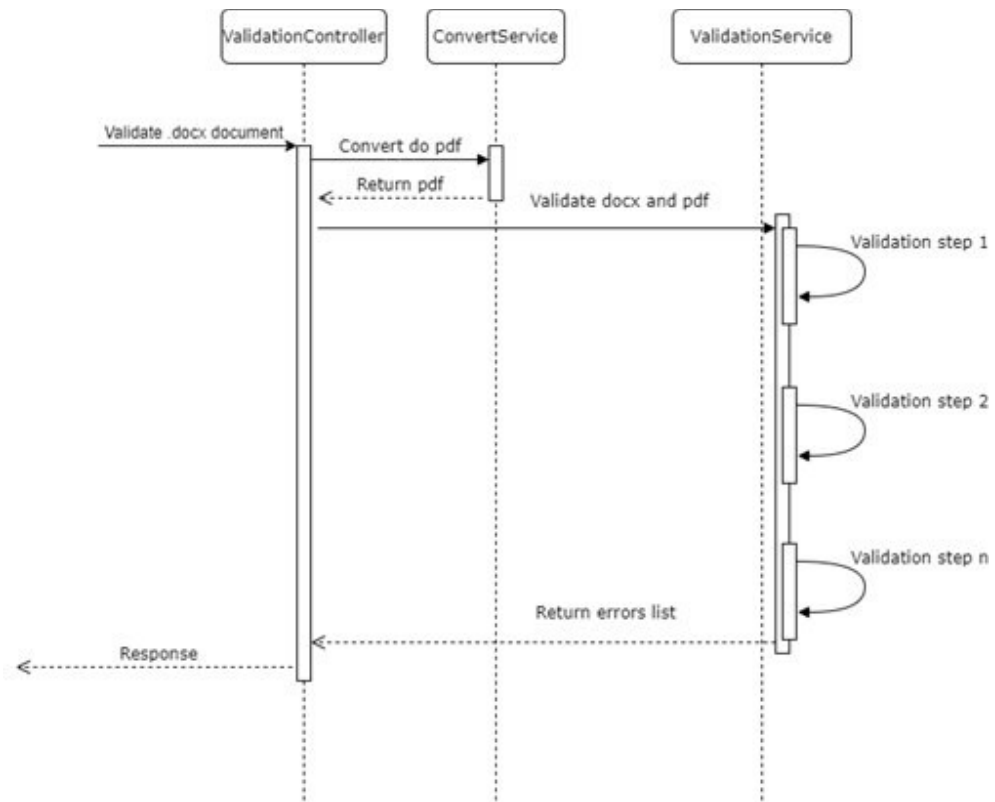 ValidationController
ConvertService
ValidationService
Validate .docx document
Convert do pdf
Return pdf
Validate docx and pdf
Validation step 1
Validation step 2
Validation step n
Return errors list
Response